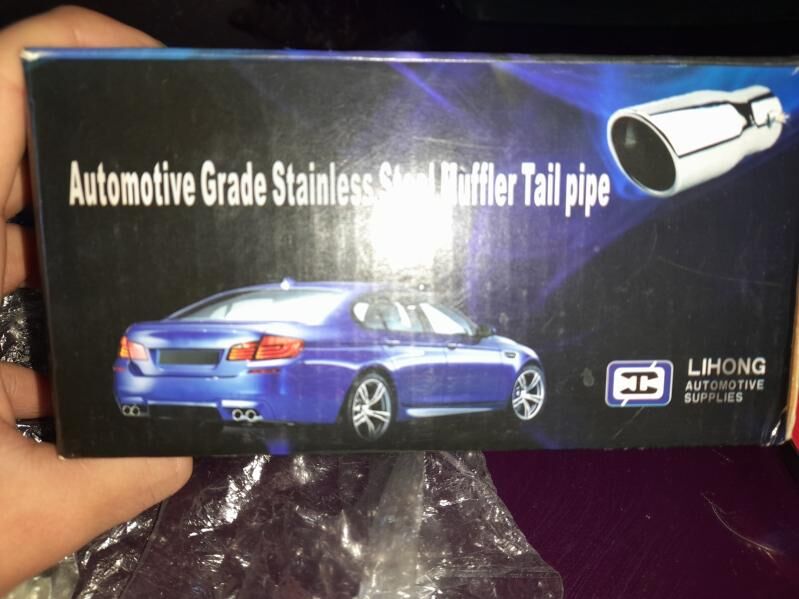 Automotive Grade Stainless Steel Muffler Tail pipe
LIHONG
AUTOMOTIVE
SUPPLIES